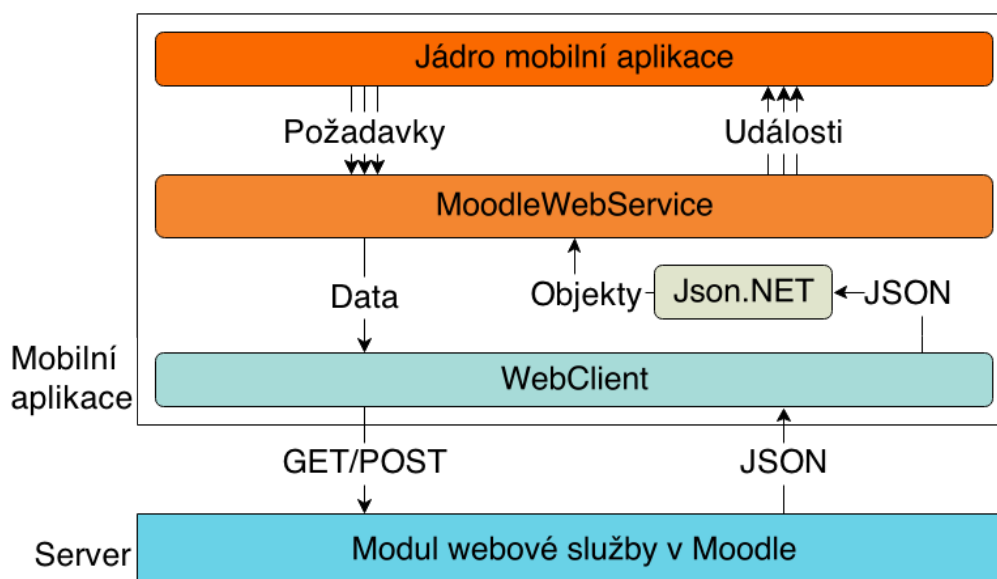 Jádro mobilní aplikace
Požadavky
Události
MoodleWebService
Data
Objekty
Json.NET
JSON
Mobilní
aplikace
WebClient
GET/POST
JSON
Server
Modul webové služby v Moodle